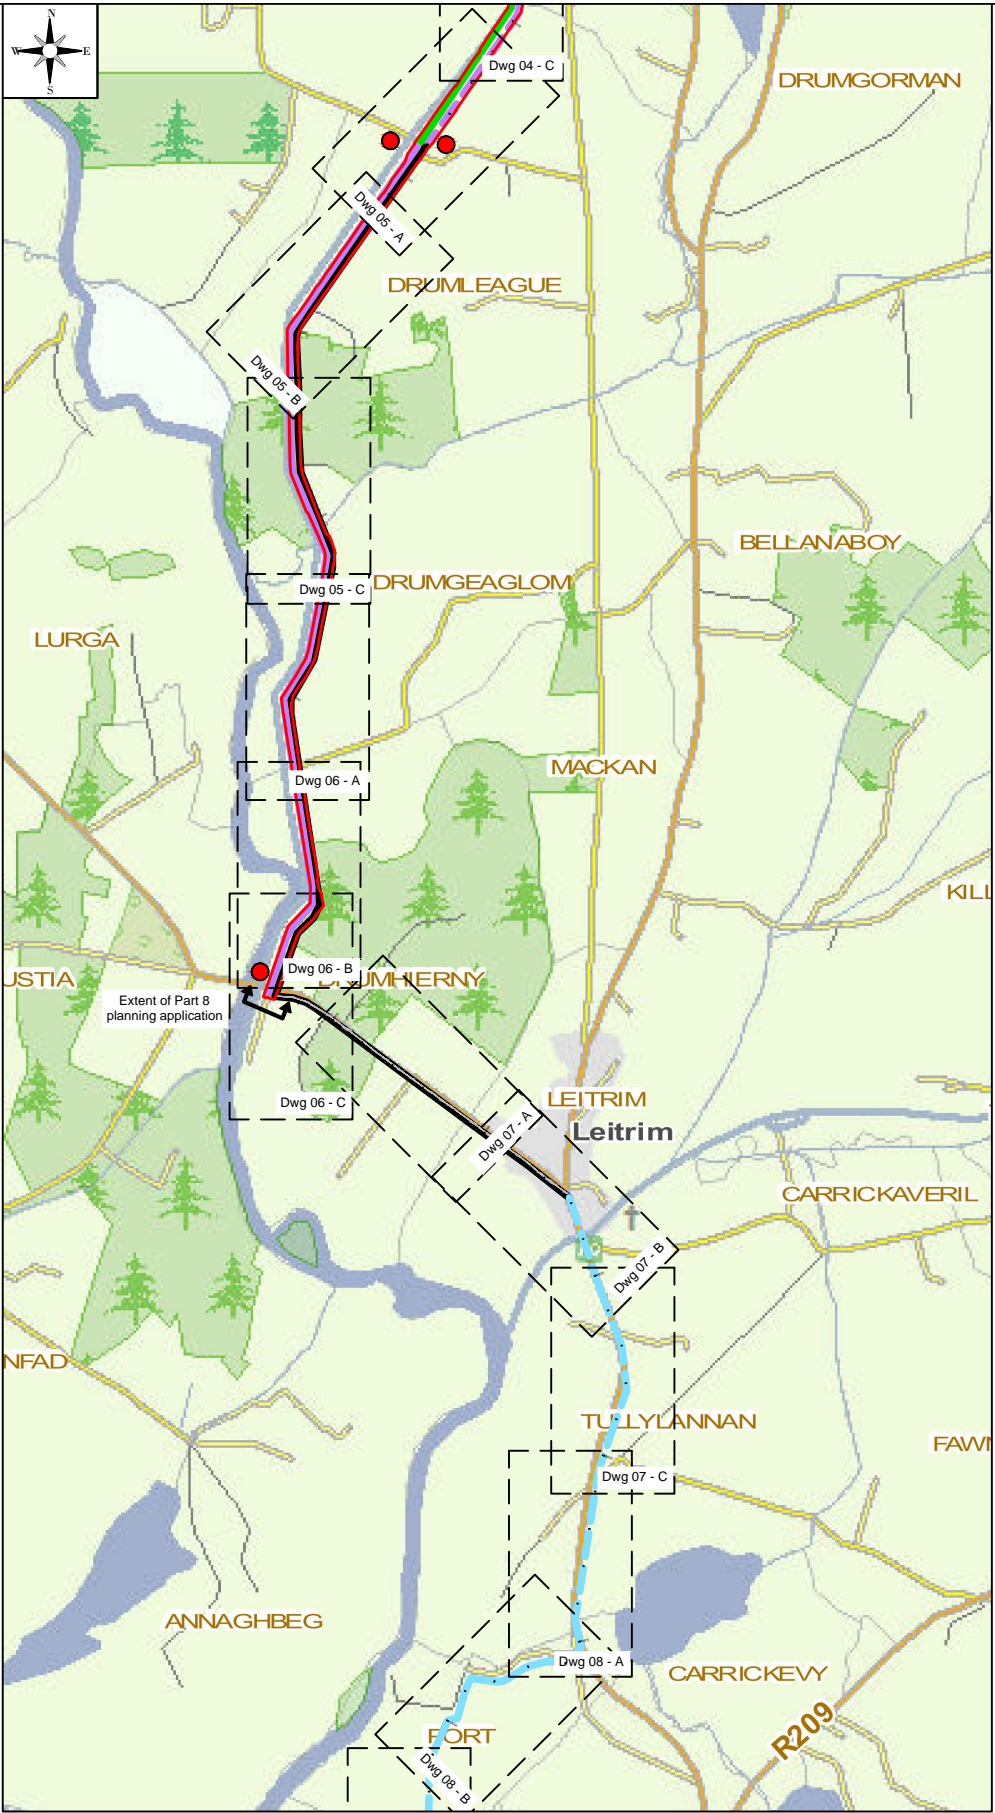 N
W E
S
Dwg 04 - C
DRUMGORMAN
Dwg 05 - A
DRUMLEAGUE
Dwg 05 - B
BELLANABOY
DRUMGEAGLOM
Dwg 05 - C
LURGA
MACKAN
Dwg 06 - A
KILL
Dwg 06 - B
DRUMHIERNY
USTIA
Extent of Part 8
planning application
Dwg 06 - C
LEITRIM
Dwg 07 - A
Leitrim
CARRICKAVERIL
Dwg 07 - B
NFAD
TULLYLANNAN
FAWN
Dwg 07 - C
ANNAGHBEG
Dwg 08 - A
CARRICKEVY
R209
FORT
Dwg 08 - B